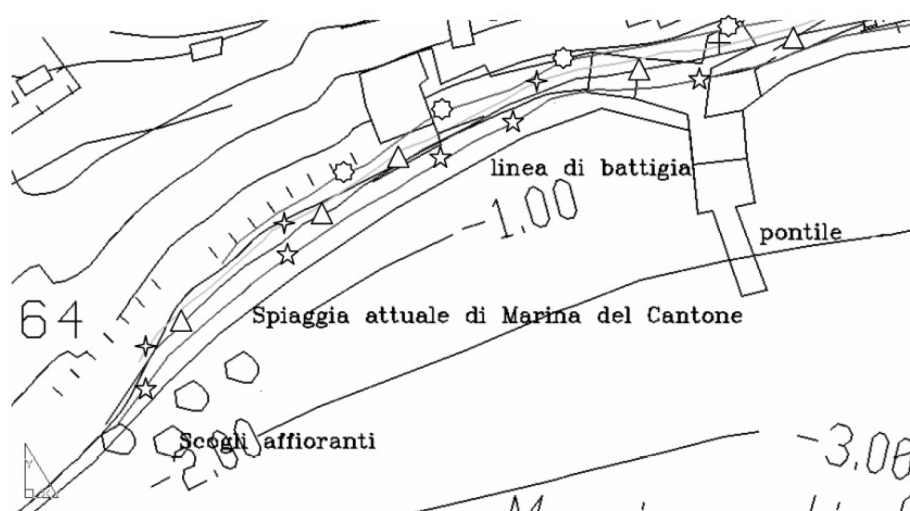 linea di battigia
-1.00
pontile
64
Spiaggia attuale di Marina del Cantone
Scogli affioranti
-2.00
-3.06
Y